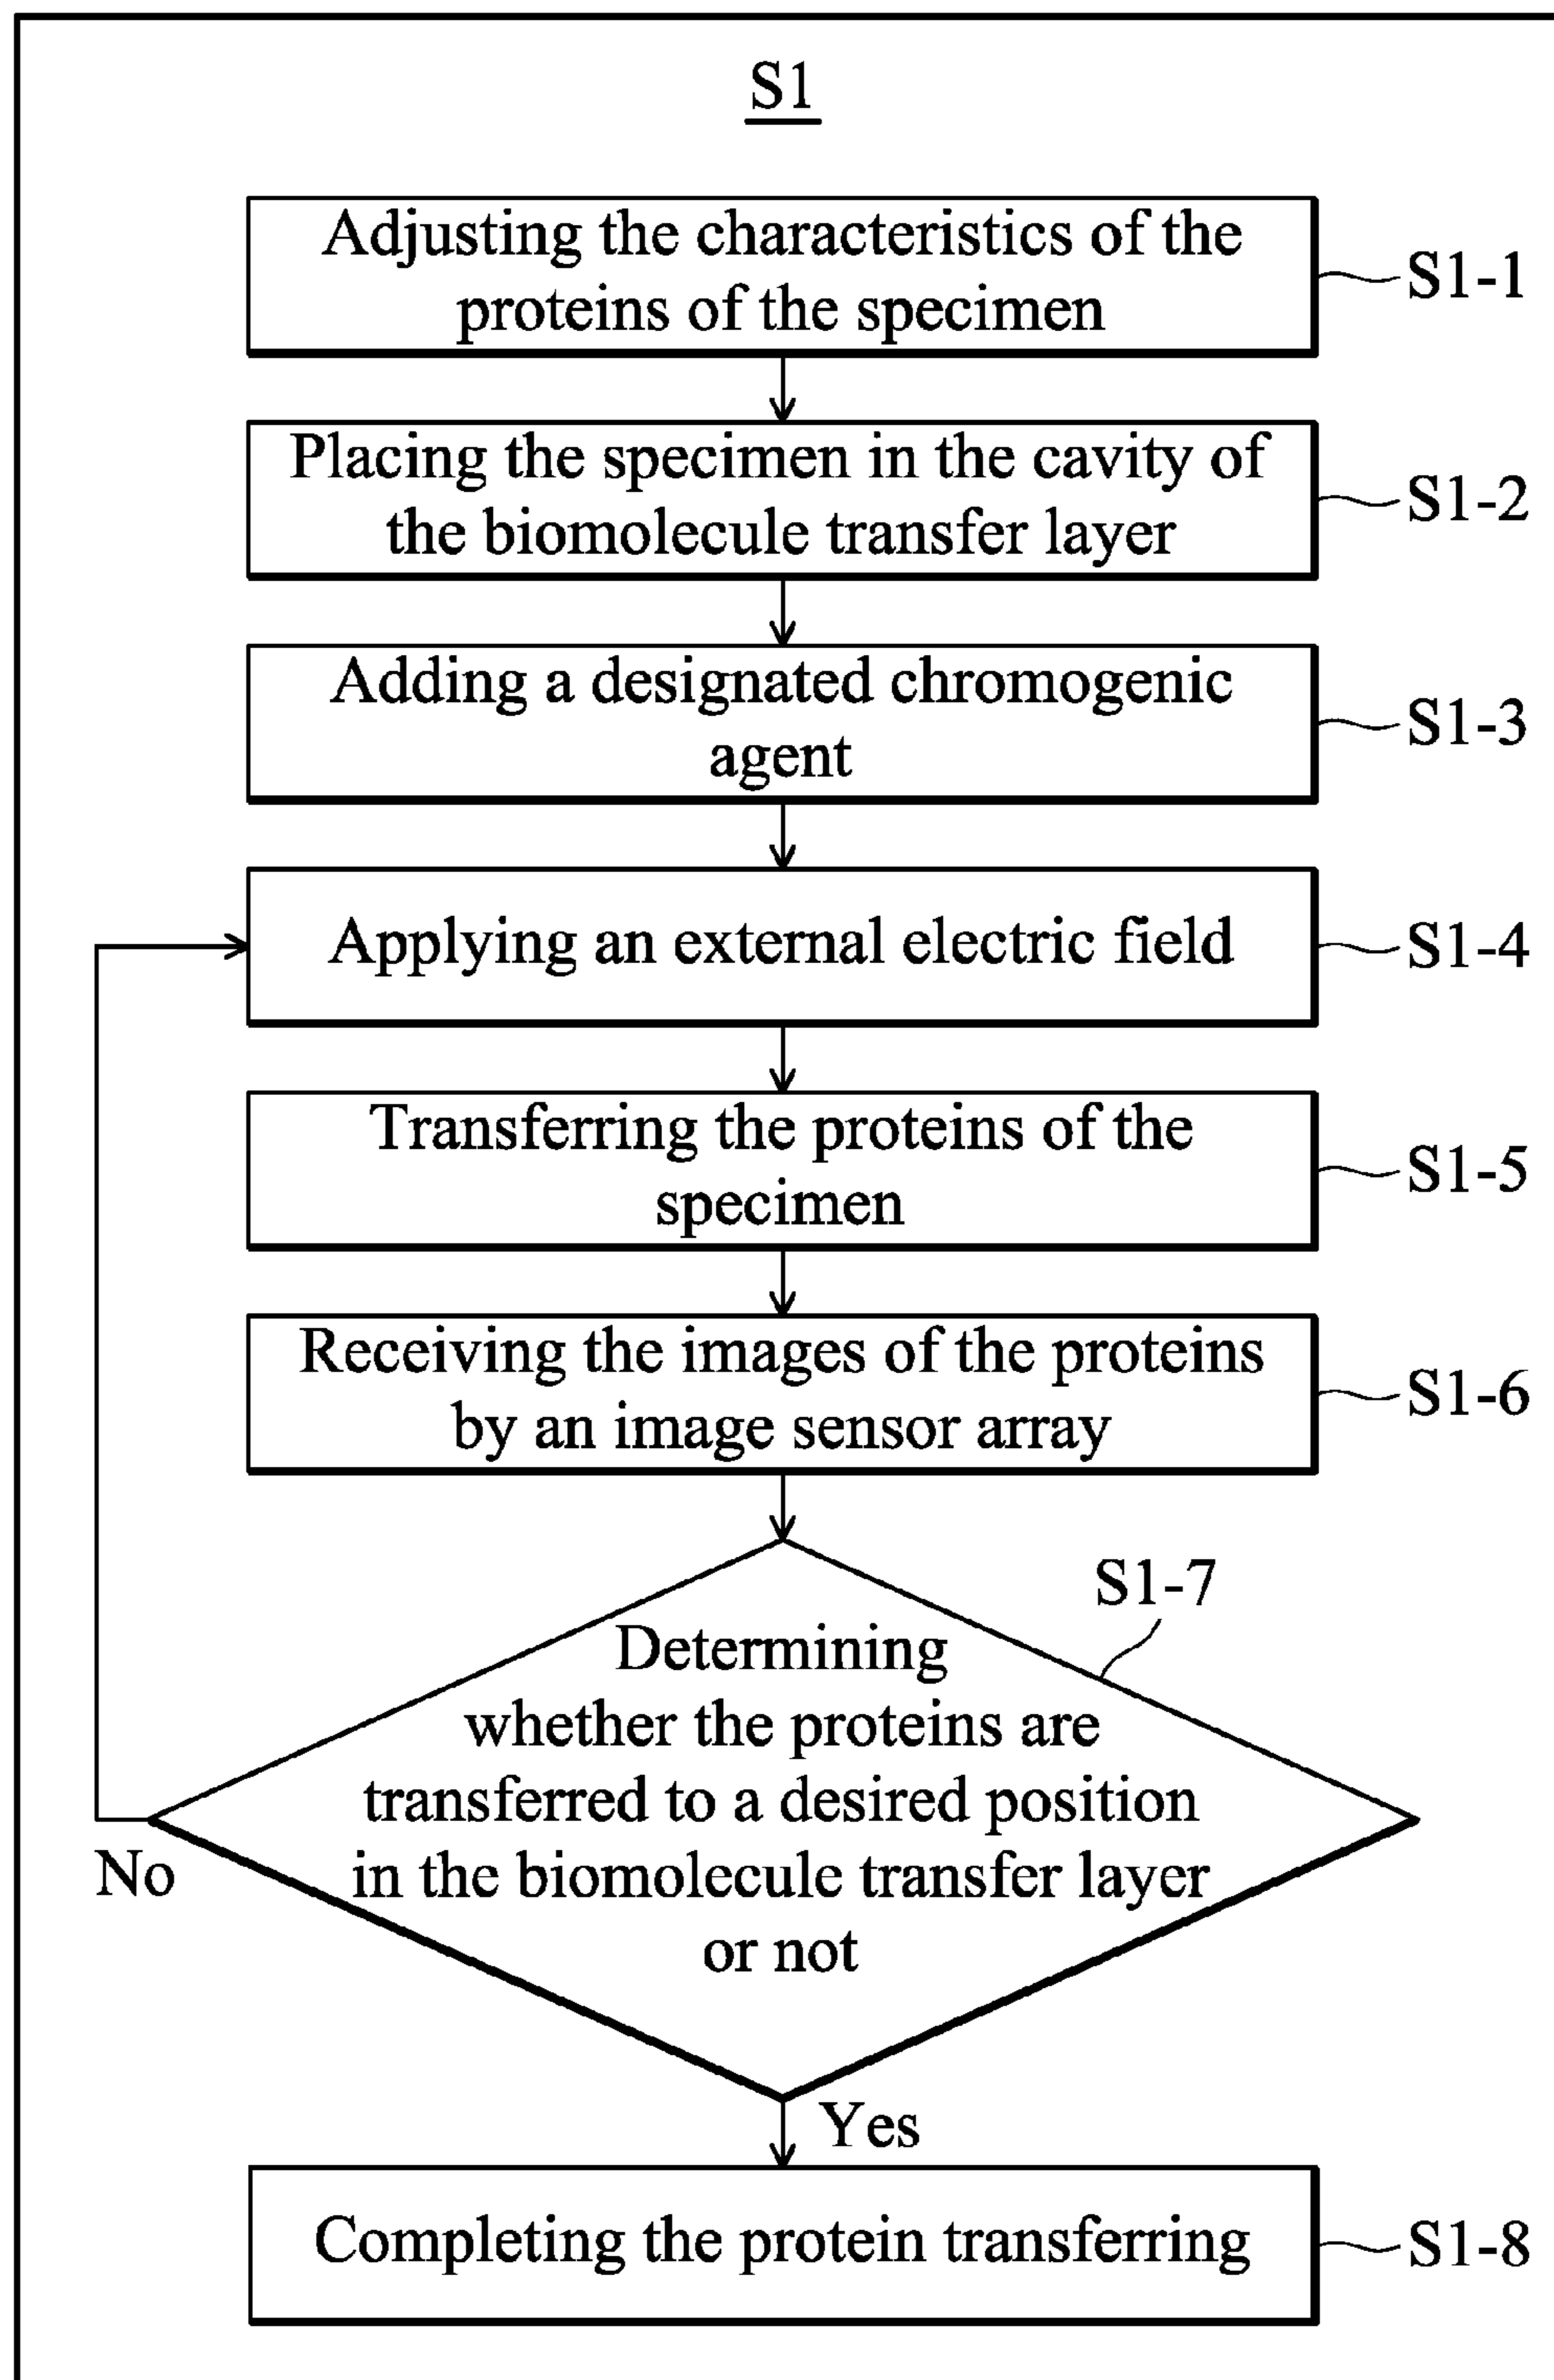 S1
Adjusting the characteristics of the
proteins of the specimen
S1-1
Placing the specimen in the cavity of
the biomolecule transfer layer
S1-2
Adding a designated chromogenic
agent
S1-3
Applying an external electric field
S1-4
Transferring the proteins of the
specimen
S1-5
Receiving the images of the proteins
by an image sensor array
S1-6
S1-7
Determining
whether the proteins are
transferred to a desired position
in the biomolecule transfer layer
or not
No
Yes
Completing the protein transferring
S1-8